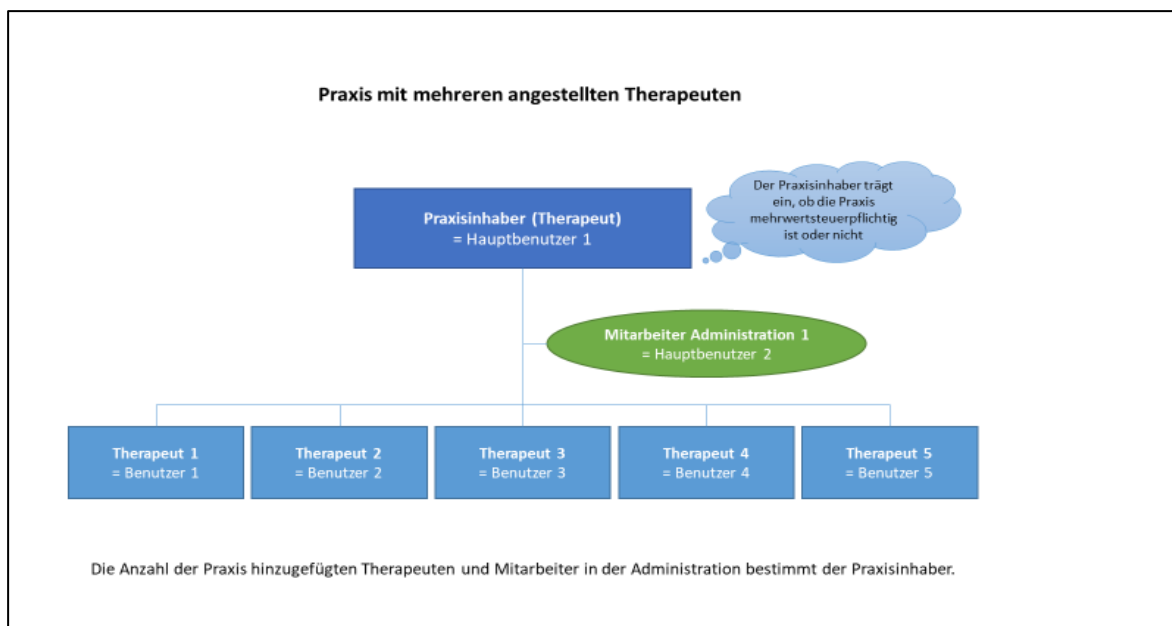 Praxis mit mehreren angestellten Therapeuten
Praxisinhaber (Therapeut)
= Hauptbenutzer 1
Der Praxisinhaber trägt
ein, ob die Praxis
mehrwertsteuerpflichtig
ist oder nicht
Mitarbeiter Administration 1
= Hauptbenutzer 2
Therapeut 1
= Benutzer 1
Therapeut 2
= Benutzer 2
Therapeut 3
= Benutzer 3
Therapeut 4
= Benutzer 4
Therapeut 5
= Benutzer 5
Die Anzahl der Praxis hinzugefügten Therapeuten und Mitarbeiter in der Administration bestimmt der Praxisinhaber.